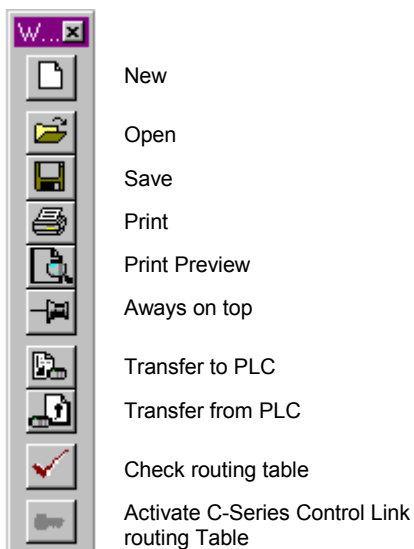 W...
New
Open
Save
Print
Print Preview
Aways on top
Transfer to PLC
Transfer from PLC
Check routing table
Activate C-Series Control Link
routing Table